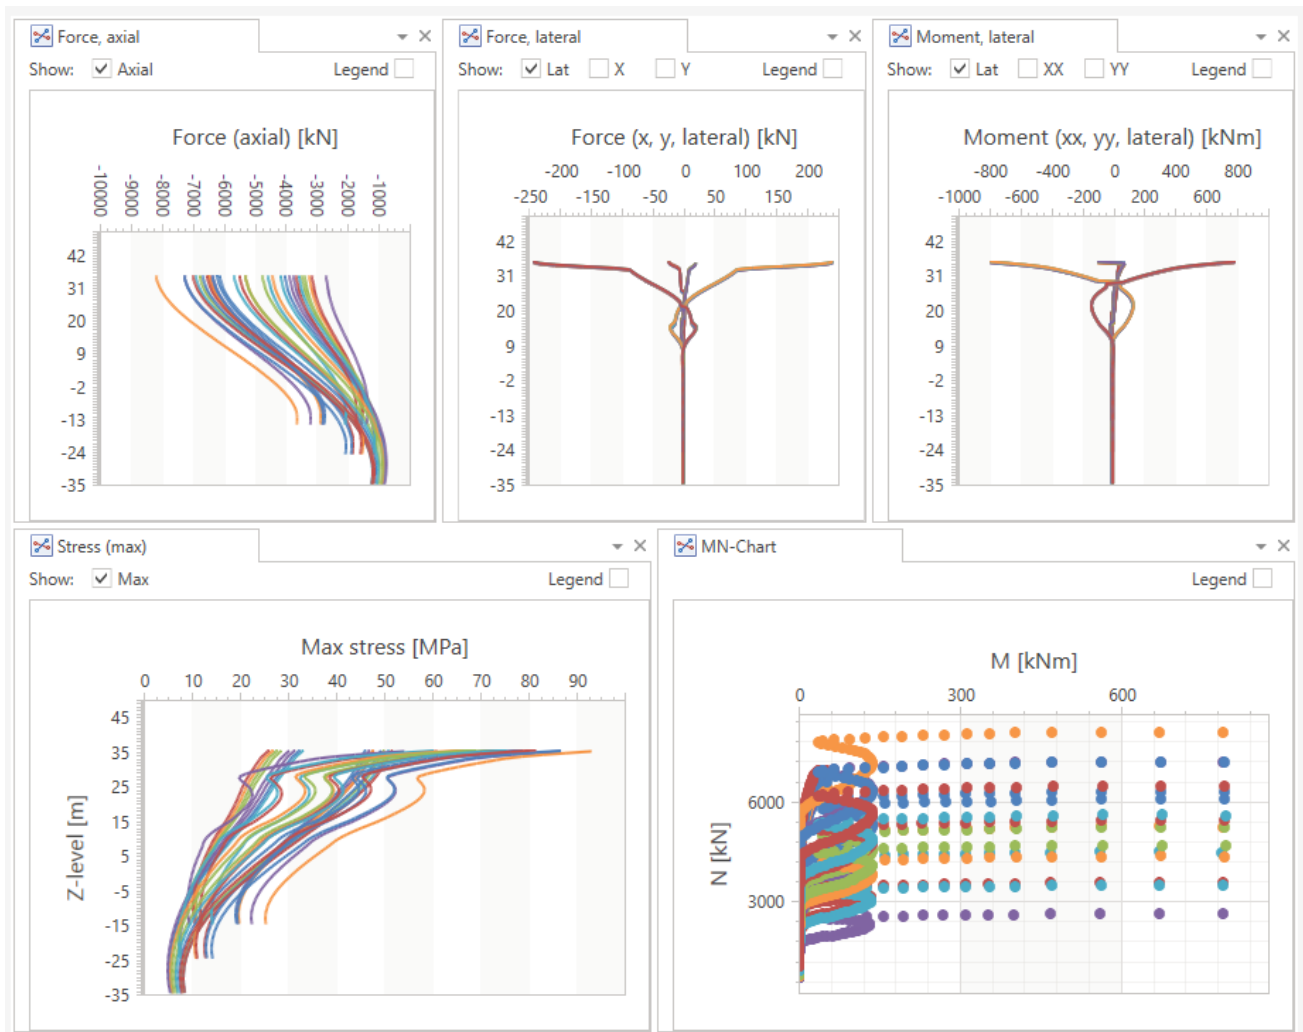 Force, axial
Show: Axial Legend
Force (axial) [kN]
-10000 -9000 -8000 -7000 -6000 -5000 -4000 -3000 -2000 -1000
42
31
20
9
-2
-13
-24
-35
Force, lateral
Show: Lat X Y Legend
Force (x, y, lateral) [kN]
-200 -100 0 100 200
-250 -150 -50 50 150
42
31
20
9
-2
-13
-24
-35
Moment, lateral
Show: Lat XX YY Legend
Moment (xx, yy, lateral) [kNm]
-800 -400 0 400 800
-1000 -600 -200 200 600
42
31
20
9
-2
-13
-24
-35
Stress (max)
Show: Max Legend
Max stress [MPa]
0 10 20 30 40 50 60 70 80 90
Z-level [m]
45
35
25
15
5
-5
-15
-25
-35
MN-Chart
Legend
M [kNm]
0 300 600
N [kN]
6000
3000